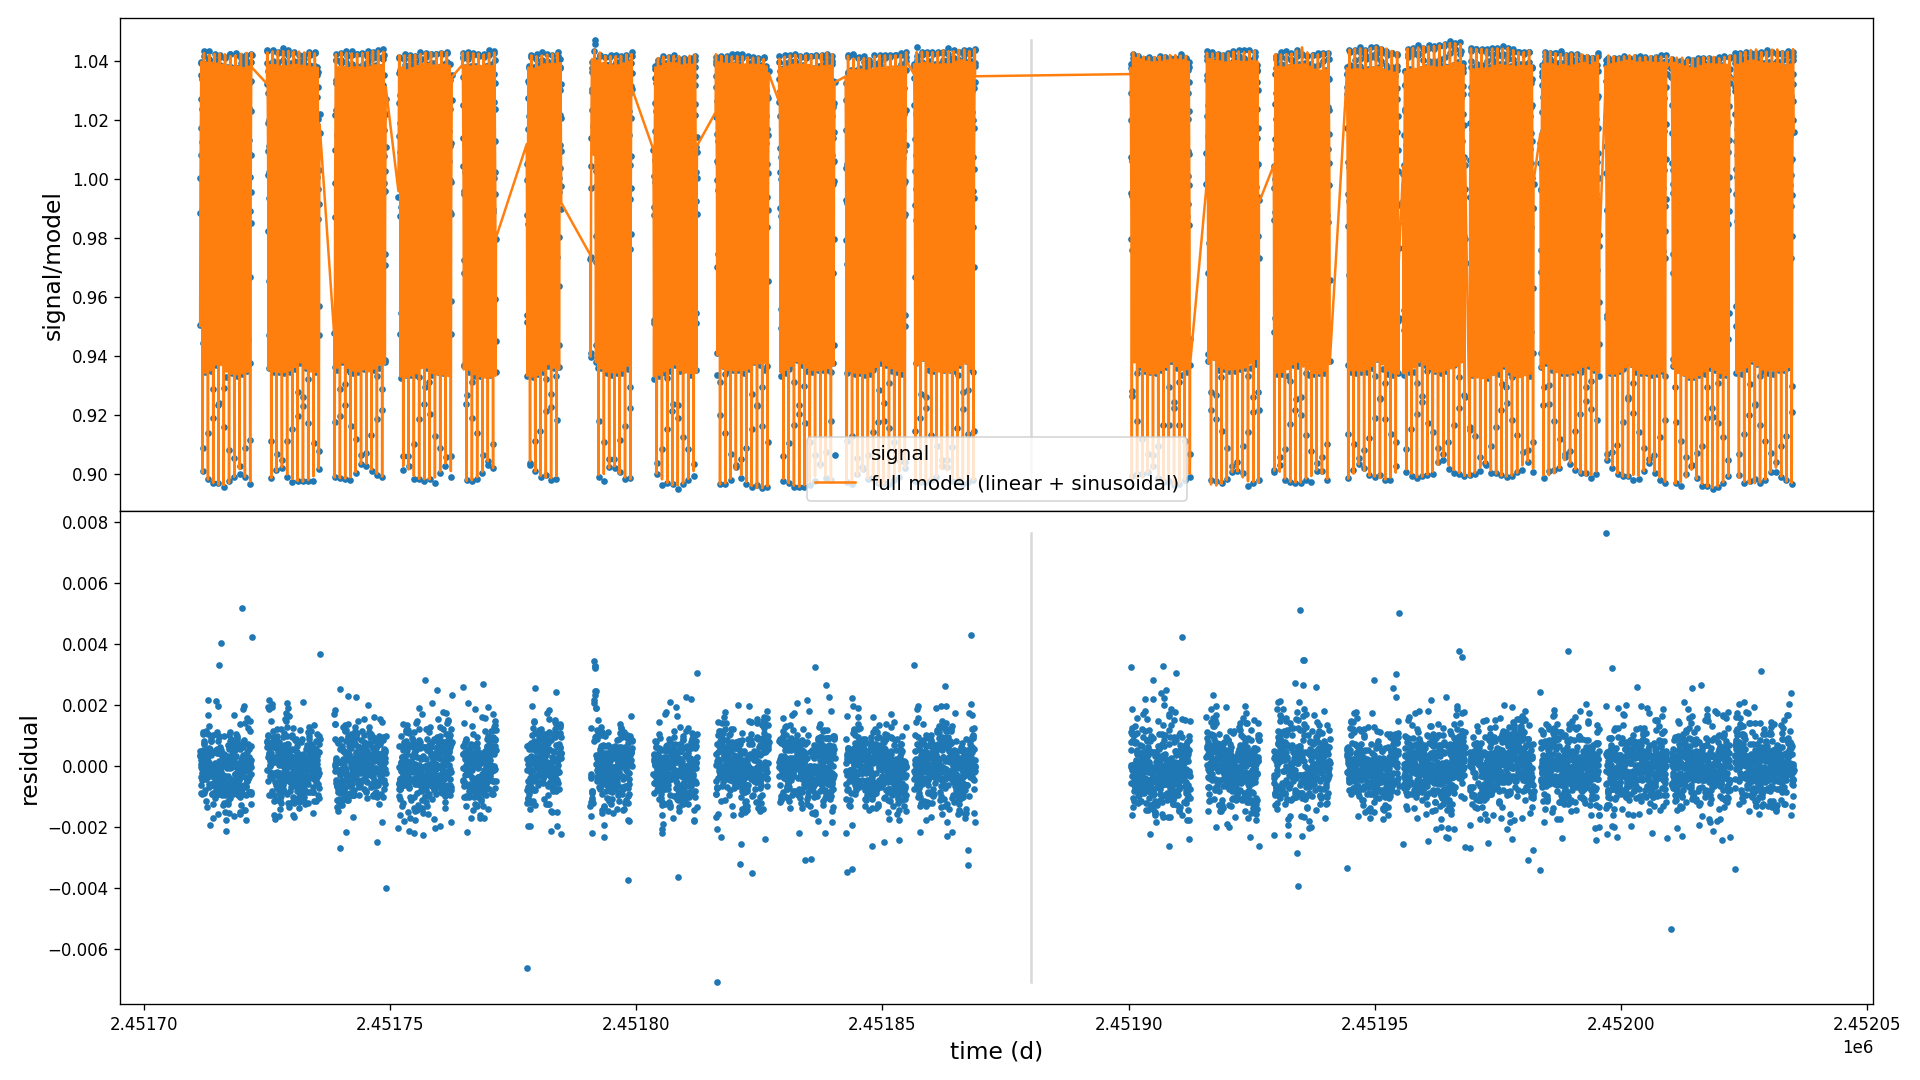 1.04
1.02
1.00
0.98
0.96
0.94
0.92
0.90
signal/model
signal
full model (linear + sinusoidal)
0.008
0.006
0.004
0.002
0.000
−0.002
−0.004
−0.006
residual
2.45170 2.45175 2.45180 2.45185 2.45190 2.45195 2.45200 2.45205
1e6
time (d)